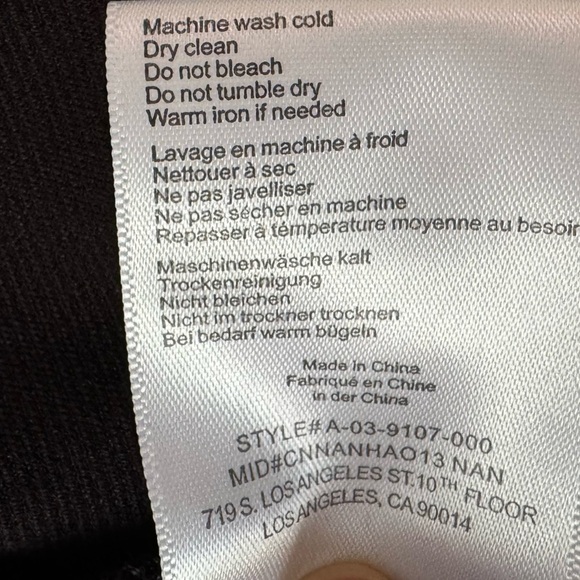 Machine wash cold
Dry clean
Do not bleach
Do not tumble dry
Warm iron if needed
Lavage en machine à froid
Nettouer à sec
Ne pas javelliser
Ne pas sécher en machine
Repasser à témperature moyenne au besoin
Maschinenwäsche kalt
Trockenreinigung
Nicht bleichen
Nicht im trockner trocknen
Bei bedarf warm bügeln
Made in China
Fabriqué en Chine
in der China
STYLE# A-03-9107-000
MID#CNNANHAO13 NAN
719 S. LOS ANGELES ST.10TH FLOOR
LOS ANGELES, CA 90014